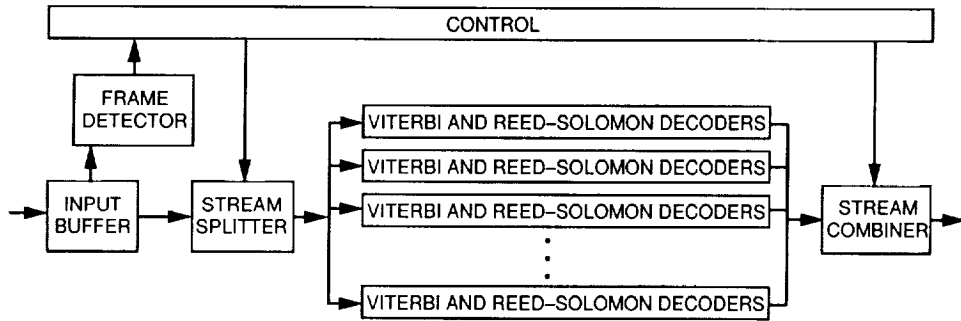 CONTROL
FRAME
DETECTOR
VITERBI AND REED–SOLOMON DECODERS
VITERBI AND REED–SOLOMON DECODERS
VITERBI AND REED–SOLOMON DECODERS
VITERBI AND REED–SOLOMON DECODERS
INPUT
BUFFER
STREAM
SPLITTER
STREAM
COMBINER